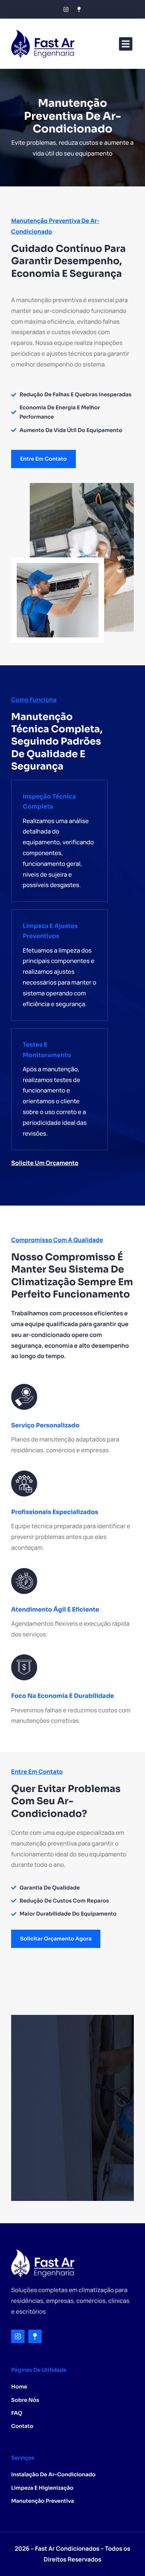 Fast Ar
Engenharia
Manutenção
Preventiva De Ar-
Condicionado
Evite problemas, reduza custos e aumente a
vida útil do seu equipamento
Manutenção Preventiva De Ar-
Condicionado
Cuidado Contínuo Para
Garantir Desempenho,
Economia E Segurança
A manutenção preventiva é essencial para
manter seu ar-condicionado funcionando
com máxima eficiência, evitando falhas
inesperadas e custos elevados com
reparos. Nossa equipe realiza inspeções
periódicas e ajustes técnicos para garantir
o melhor desempenho do sistema.
Redução De Falhas E Quebras Inesperadas
Economia De Energia E Melhor
Performance
Aumento Da Vida Útil Do Equipamento
Entre Em Contato
Como Funciona
Manutenção
Técnica Completa,
Seguindo Padrões
De Qualidade E
Segurança
Inspeção Técnica
Completa
Realizamos uma análise
detalhada do
equipamento, verificando
componentes,
funcionamento geral,
níveis de sujeira e
possíveis desgastes.
Limpeza E Ajustes
Preventivos
Efetuamos a limpeza dos
principais componentes e
realizamos ajustes
necessários para manter o
sistema operando com
eficiência e segurança.
Testes E
Monitoramento
Após a manutenção,
realizamos testes de
funcionamento e
orientamos o cliente
sobre o uso correto e a
periodicidade ideal das
revisões.
Solicite Um Orçamento
Compromisso Com A Qualidade
Nosso Compromisso É
Manter Seu Sistema De
Climatização Sempre Em
Perfeito Funcionamento
Trabalhamos com processos eficientes e
uma equipe qualificada para garantir que
seu ar-condicionado opere com
segurança, economia e alto desempenho
ao longo do tempo.
Serviço Personalizado
Planos de manutenção adaptados para
residências, comércios e empresas.
Profissionais Especializados
Equipe técnica preparada para identificar e
prevenir problemas antes que eles
aconteçam.
Atendimento Ágil E Eficiente
Agendamentos flexíveis e execução rápida
dos serviços.
Foco Na Economia E Durabilidade
Prevenimos falhas e reduzimos custos com
manutenções corretivas.
Entre Em Contato
Quer Evitar Problemas
Com Seu Ar-
Condicionado?
Conte com uma equipe especializada em
manutenção preventiva para garantir o
funcionamento ideal do seu equipamento
durante todo o ano.
Garantia De Qualidade
Redução De Custos Com Reparos
Maior Durabilidade Do Equipamento
Solicitar Orçamento Agora
Fast Ar
Engenharia
Soluções completas em climatização para
residências, empresas, comércios, clínicas
e escritórios
Páginas De Utilidade
Home
Sobre Nós
FAQ
Contato
Serviços
Instalação De Ar-Condicionado
Limpeza E Higienização
Manutenção Preventiva
2026 – Fast Ar Condicionados - Todos os
Direitos Reservados